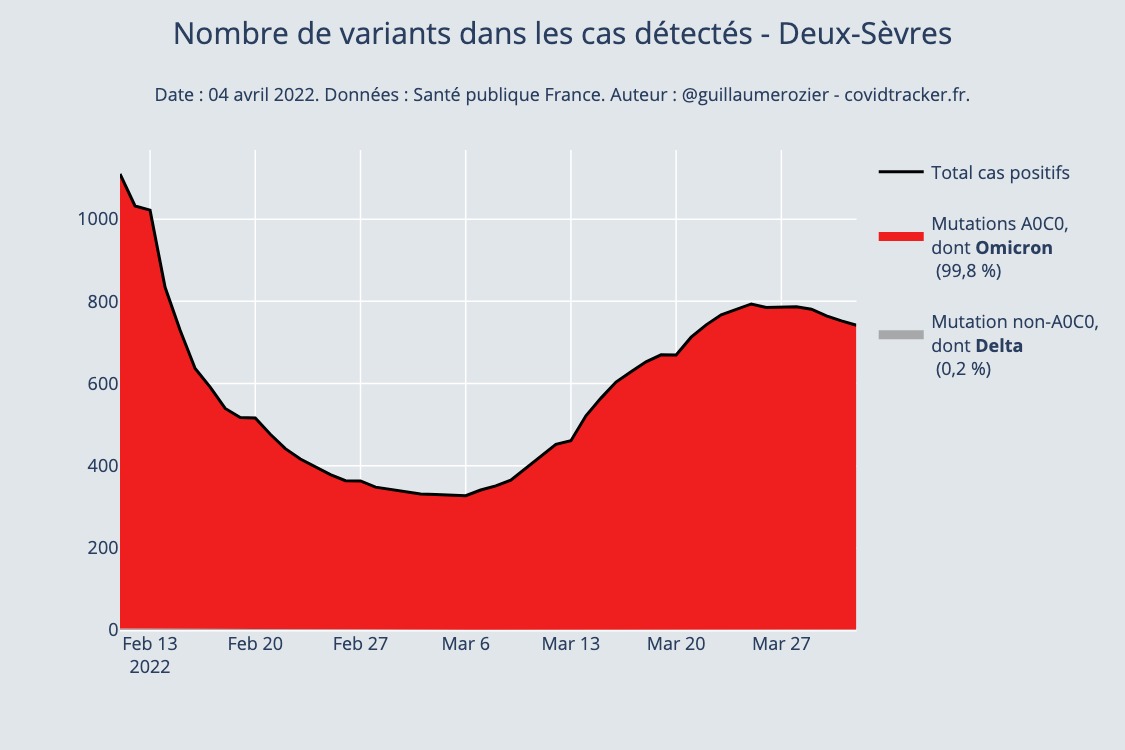 Nombre de variants dans les cas détectés - Deux-Sèvres
Date : 04 avril 2022. Données : Santé publique France. Auteur : @guillaumerozier - covidtracker.fr.
Total cas positifs
Mutations A0C0,
dont Omicron
(99,8 %)
Mutation non-A0C0,
dont Delta
(0,2 %)
1000
800
600
400
200
0
Feb 13 Feb 20 Feb 27 Mar 6 Mar 13 Mar 20 Mar 27
2022